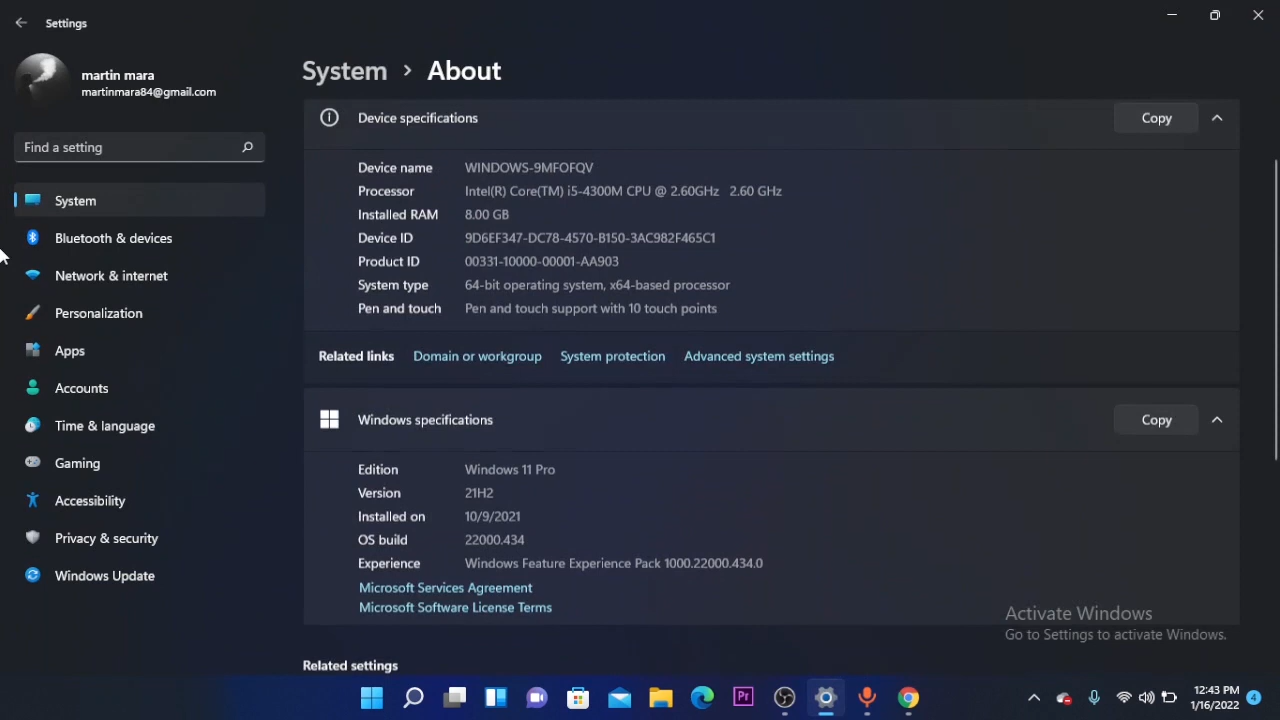 Settings
martin mara
martinmara84@gmail.com
Find a setting
System
Bluetooth & devices
Network & internet
Personalization
Apps
Accounts
Time & language
Gaming
Accessibility
Privacy & security
Windows Update
System > About
Device specifications Copy
Device name WINDOWS-9MFOFQV
Processor Intel(R) Core(TM) i5-4300M CPU @ 2.60GHz 2.60 GHz
Installed RAM 8.00 GB
Device ID 9D6EF347-DC78-4570-B150-3AC982F465C1
Product ID 00331-10000-00001-AA903
System type 64-bit operating system, x64-based processor
Pen and touch Pen and touch support with 10 touch points
Related links Domain or workgroup System protection Advanced system settings
Windows specifications Copy
Edition Windows 11 Pro
Version 21H2
Installed on 10/9/2021
OS build 22000.434
Experience Windows Feature Experience Pack 1000.22000.434.0
Microsoft Services Agreement
Microsoft Software License Terms
Related settings
Activate Windows
Go to Settings to activate Windows.
Pr
12:43 PM
1/16/2022
4